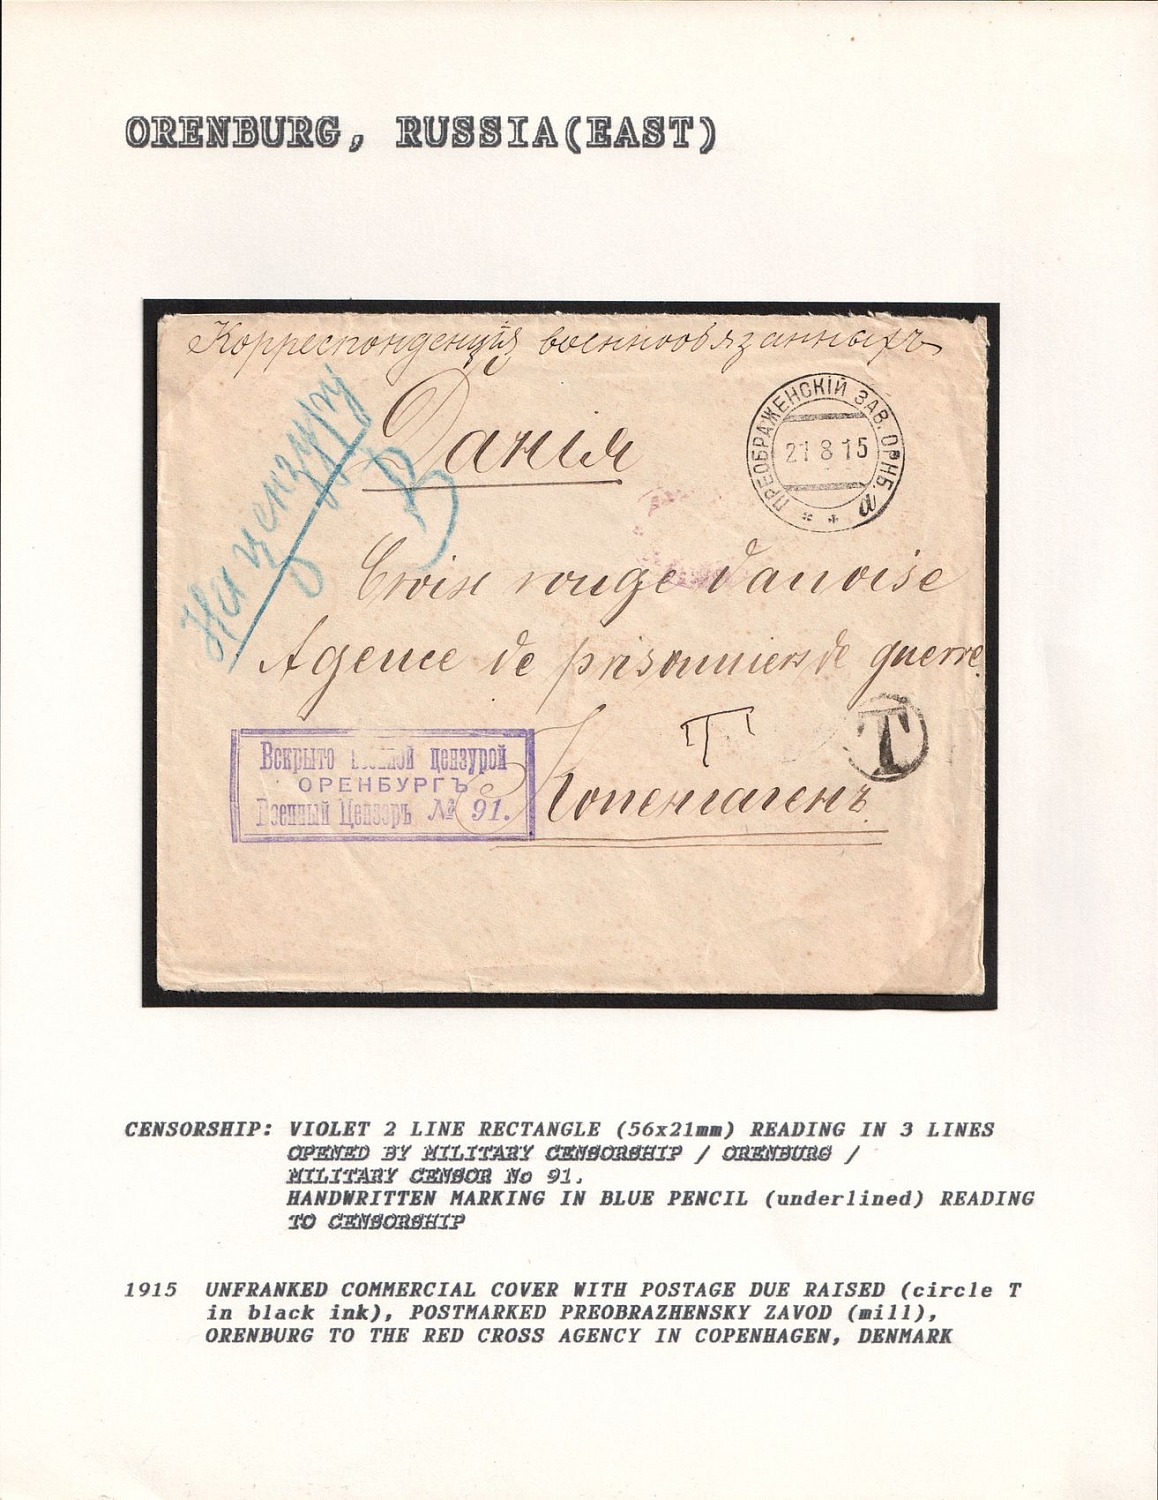 ORENBURG, RUSSIA(EAST)
Корреспонденція военнообязанныхъ
Данія
На цензуру
В
ПРЕОБРАЖЕНСКІЙ ЗАВ. ОРНБ.
а
21 8 15
Croix rouge danoise
Agence de prisonniers de guerre
Т
T
Вскрыто военной цензурой
ОРЕНБУРГЪ
Военный Цензоръ № 91.
Копенгагенъ
CENSORSHIP: VIOLET 2 LINE RECTANGLE (56x21mm) READING IN 3 LINES
OPENED BY MILITARY CENSORSHIP / ORENBURG /
MILITARY CENSOR No 91.
HANDWRITTEN MARKING IN BLUE PENCIL (underlined) READING
TO CENSORSHIP
1915 UNFRANKED COMMERCIAL COVER WITH POSTAGE DUE RAISED (circle T
in black ink), POSTMARKED PREOBRAZHENSKY ZAVOD (mill),
ORENBURG TO THE RED CROSS AGENCY IN COPENHAGEN, DENMARK